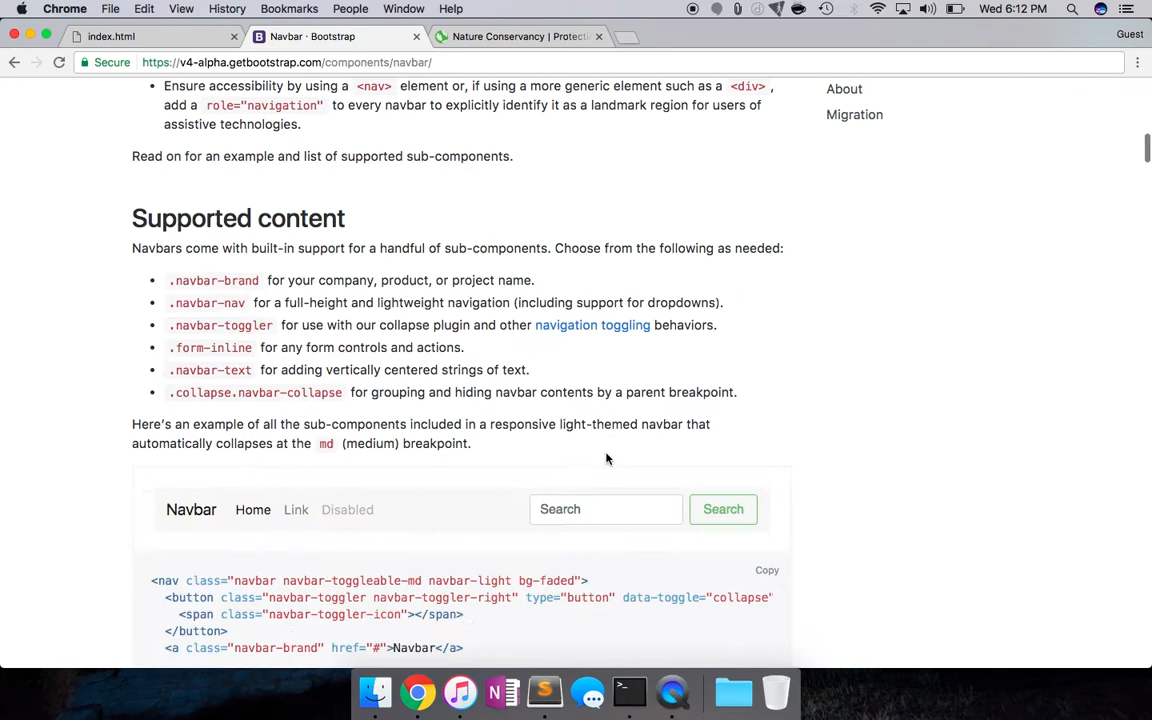 Chrome File Edit View History Bookmarks People Window Help Wed 6:12 PM
index.html × Navbar · Bootstrap × Nature Conservancy | Protecti × Guest
Secure https://v4-alpha.getbootstrap.com/components/navbar/
• Ensure accessibility by using a <nav> element or, if using a more generic element such as a <div> ,
add a role="navigation" to every navbar to explicitly identify it as a landmark region for users of
assistive technologies.
Read on for an example and list of supported sub-components.
About
Migration
Supported content
Navbars come with built-in support for a handful of sub-components. Choose from the following as needed:
• .navbar-brand for your company, product, or project name.
• .navbar-nav for a full-height and lightweight navigation (including support for dropdowns).
• .navbar-toggler for use with our collapse plugin and other navigation toggling behaviors.
• .form-inline for any form controls and actions.
• .navbar-text for adding vertically centered strings of text.
• .collapse.navbar-collapse for grouping and hiding navbar contents by a parent breakpoint.
Here's an example of all the sub-components included in a responsive light-themed navbar that
automatically collapses at the md (medium) breakpoint.
Navbar Home Link Disabled Search Search
Copy
<nav class="navbar navbar-toggleable-md navbar-light bg-faded">
<button class="navbar-toggler navbar-toggler-right" type="button" data-toggle="collapse"
<span class="navbar-toggler-icon"></span>
</button>
<a class="navbar-brand" href="#">Navbar</a>